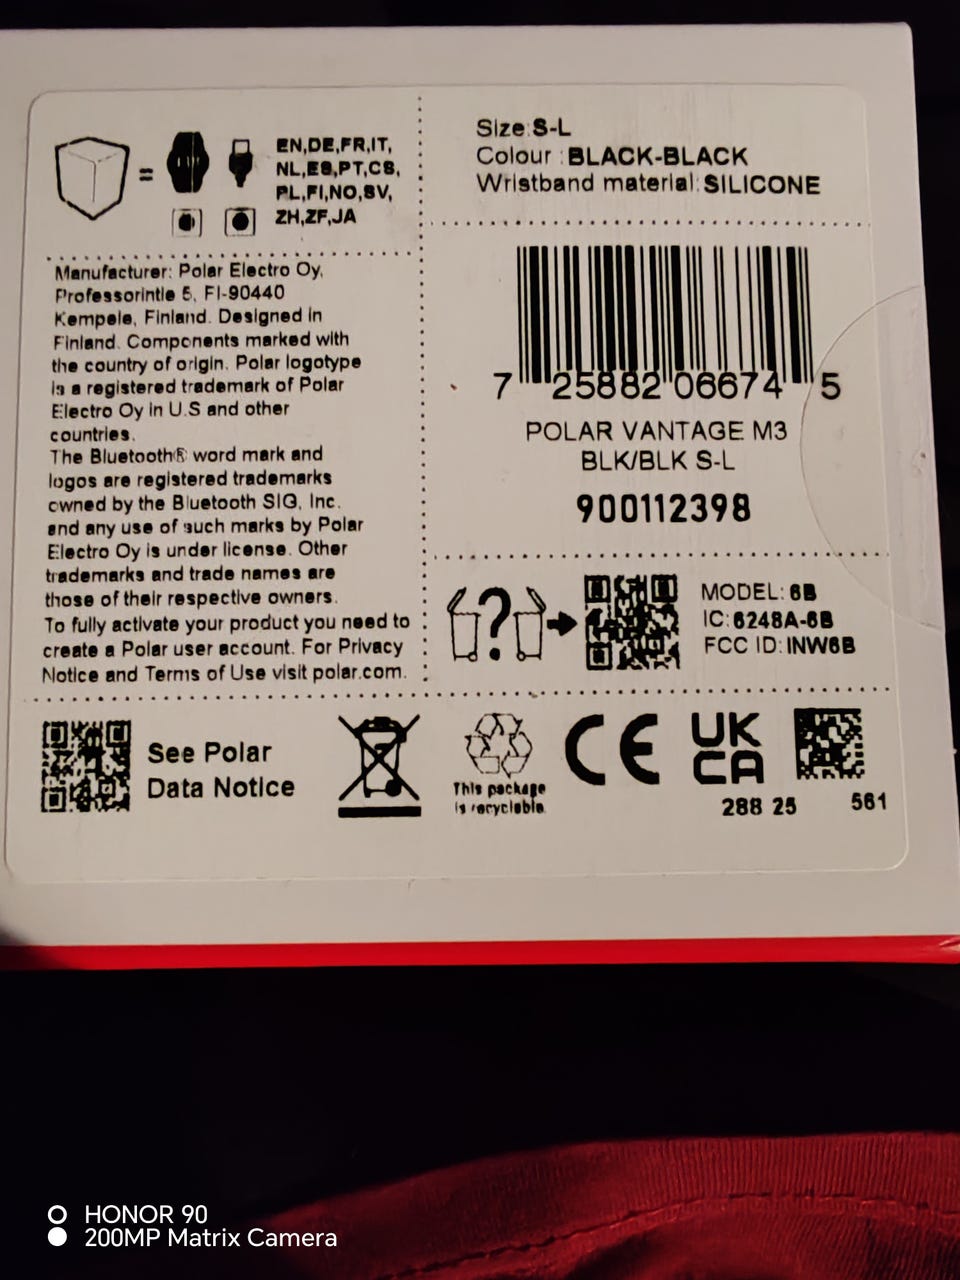 EN,DE,FR,IT,
NL,ES,PT,CS,
PL,FI,NO,SV,
ZH,ZF,JA
Manufacturer: Polar Electro Oy,
Professorintie 5, FI-90440
Kempele, Finland. Designed in
Finland. Components marked with
the country of origin. Polar logotype
is a registered trademark of Polar
Electro Oy in U.S and other
countries.
The Bluetooth® word mark and
logos are registered trademarks
owned by the Bluetooth SIG, Inc.
and any use of such marks by Polar
Electro Oy is under license. Other
trademarks and trade names are
those of their respective owners.
To fully activate your product you need to
create a Polar user account. For Privacy
Notice and Terms of Use visit polar.com.
Size:S-L
Colour :BLACK-BLACK
Wristband material:SILICONE
7 25882 06674 5
POLAR VANTAGE M3
BLK/BLK S-L
900112398
?
MODEL: 6B
IC:6248A-6B
FCC ID: INW6B
See Polar
Data Notice
This package
is recyclable.
CE
UK
CA
288 25
561
HONOR 90
200MP Matrix Camera